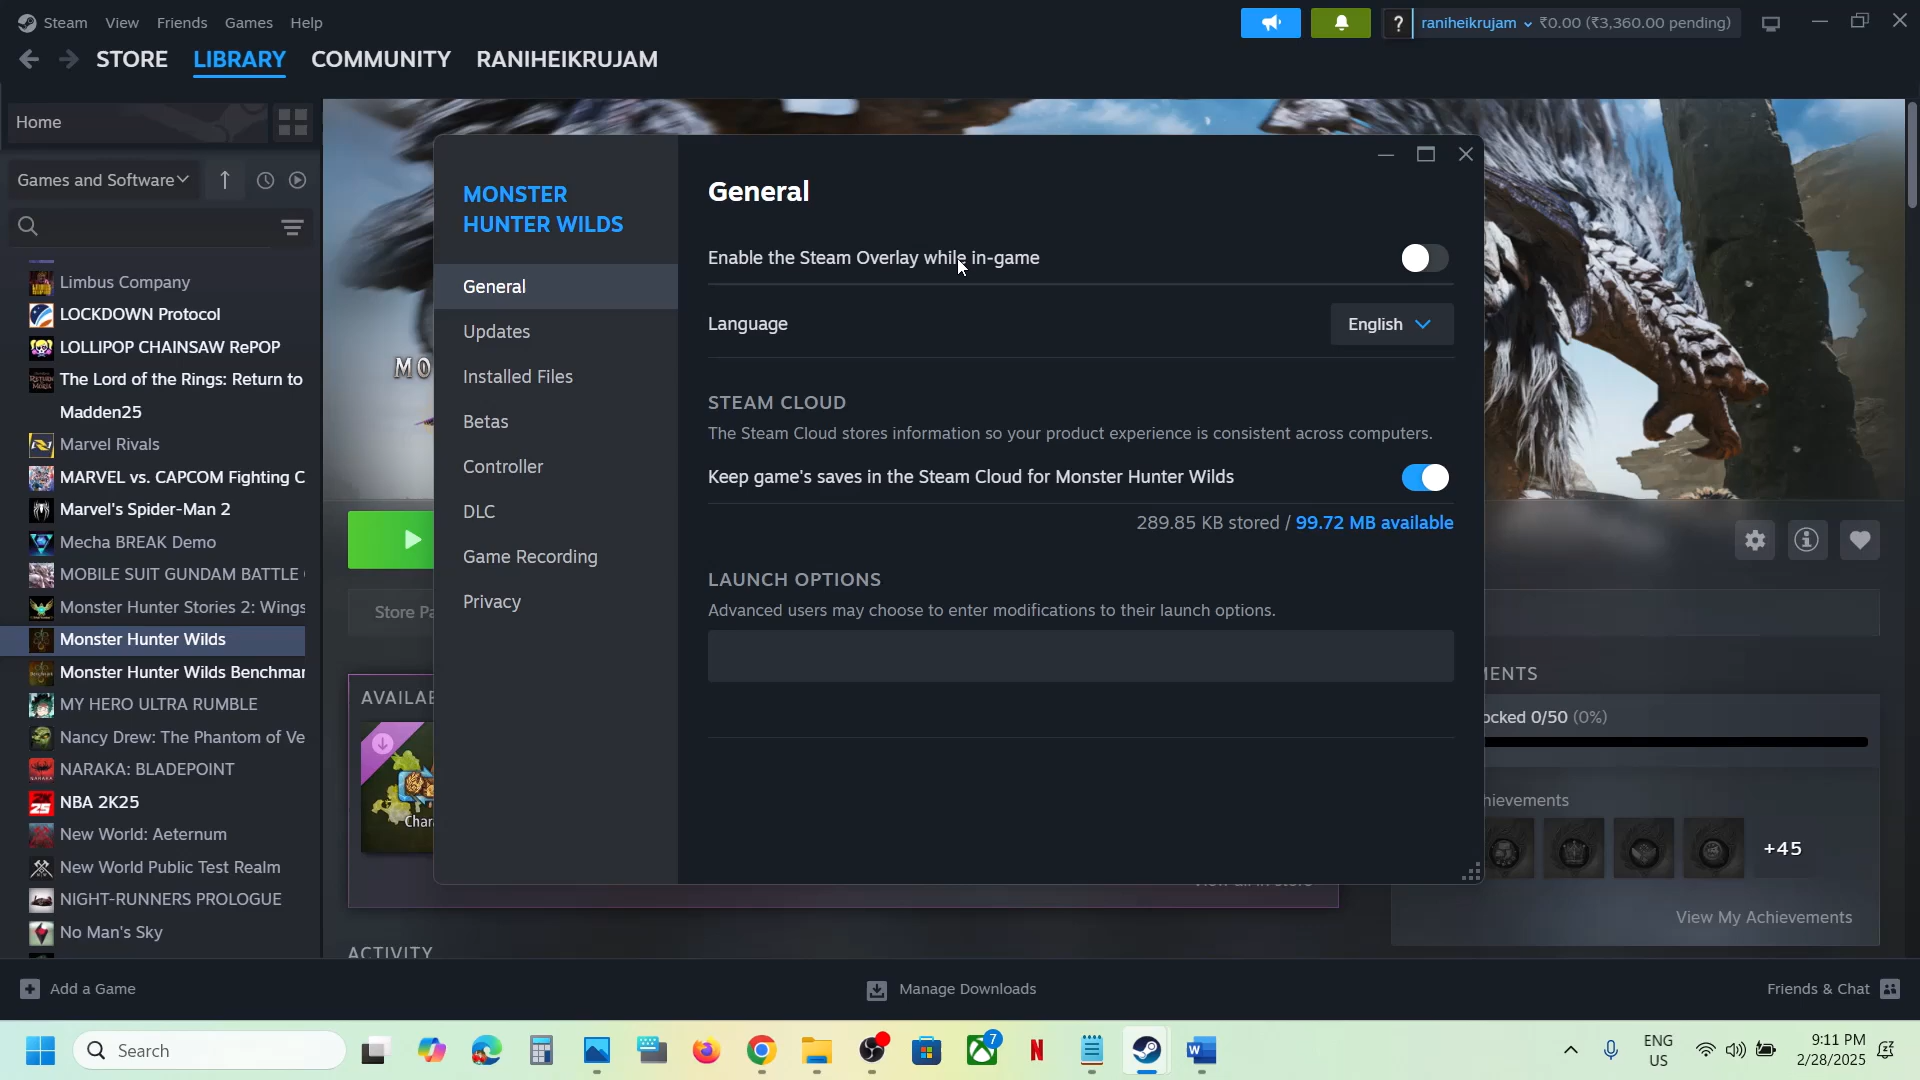 Steam View Friends Games Help
? raniheikrujam ₹0.00 (₹3,360.00 pending)
STORE LIBRARY COMMUNITY RANIHEIKRUJAM
Home
Games and Software
Limbus Company
LOCKDOWN Protocol
LOLLIPOP CHAINSAW RePOP
The Lord of the Rings: Return to
Madden25
Marvel Rivals
MARVEL vs. CAPCOM Fighting C
Marvel's Spider-Man 2
Mecha BREAK Demo
MOBILE SUIT GUNDAM BATTLE
Monster Hunter Stories 2: Wings
Monster Hunter Wilds
Monster Hunter Wilds Benchmar
MY HERO ULTRA RUMBLE
Nancy Drew: The Phantom of Ve
NARAKA: BLADEPOINT
NBA 2K25
New World: Aeternum
New World Public Test Realm
NIGHT-RUNNERS PROLOGUE
No Man's Sky
MO
Store Pa
AVAILAB
Char
ACTIVITY
MONSTER
HUNTER WILDS
General
Updates
Installed Files
Betas
Controller
DLC
Game Recording
Privacy
General
Enable the Steam Overlay while in-game
Language English
STEAM CLOUD
The Steam Cloud stores information so your product experience is consistent across computers.
Keep game's saves in the Steam Cloud for Monster Hunter Wilds
289.85 KB stored / 99.72 MB available
LAUNCH OPTIONS
Advanced users may choose to enter modifications to their launch options.
MENTS
ocked 0/50 (0%)
hievements
+45
View My Achievements
Add a Game
Manage Downloads
Friends & Chat
Search
7
ENG
US
9:11 PM
2/28/2025